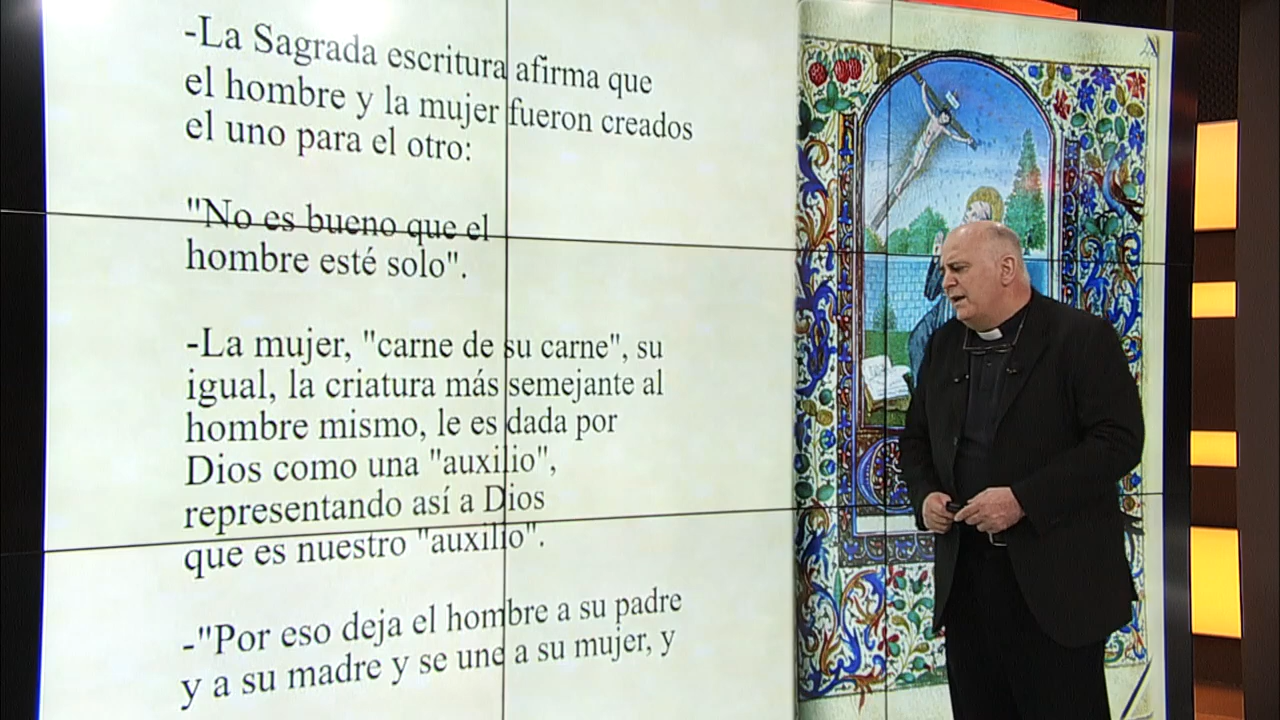 -La Sagrada escritura afirma que
el hombre y la mujer fueron creados
el uno para el otro:
"No es bueno que el
hombre esté solo".
-La mujer, "carne de su carne", su
igual, la criatura más semejante al
hombre mismo, le es dada por
Dios como una "auxilio",
representando así a Dios
que es nuestro "auxilio".
-"Por eso deja el hombre a su padre
y a su madre y se une a su mujer, y